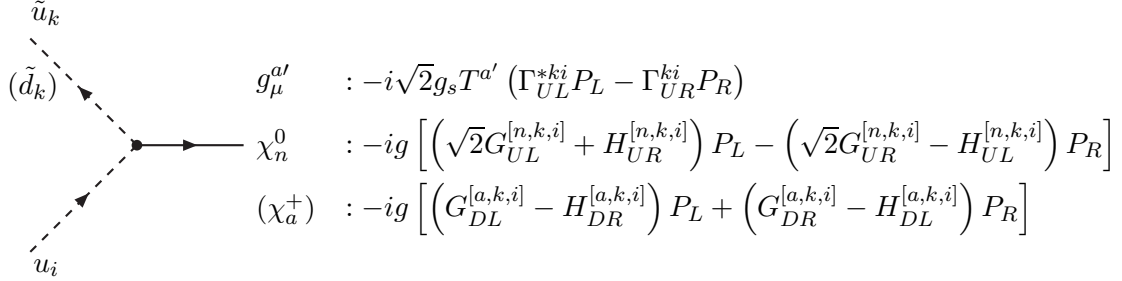 ũ_k
(d̃_k)
g_μ^{a′} : −i√2 g_s T^{a′} (Γ_{UL}^{*ki} P_L − Γ_{UR}^{ki} P_R)
χ_n^0 : −ig [(√2 G_{UL}^{[n,k,i]} + H_{UR}^{[n,k,i]}) P_L − (√2 G_{UR}^{[n,k,i]} − H_{UL}^{[n,k,i]}) P_R]
(χ_a^+) : −ig [(G_{DL}^{[a,k,i]} − H_{DR}^{[a,k,i]}) P_L + (G_{DR}^{[a,k,i]} − H_{DL}^{[a,k,i]}) P_R]
u_i